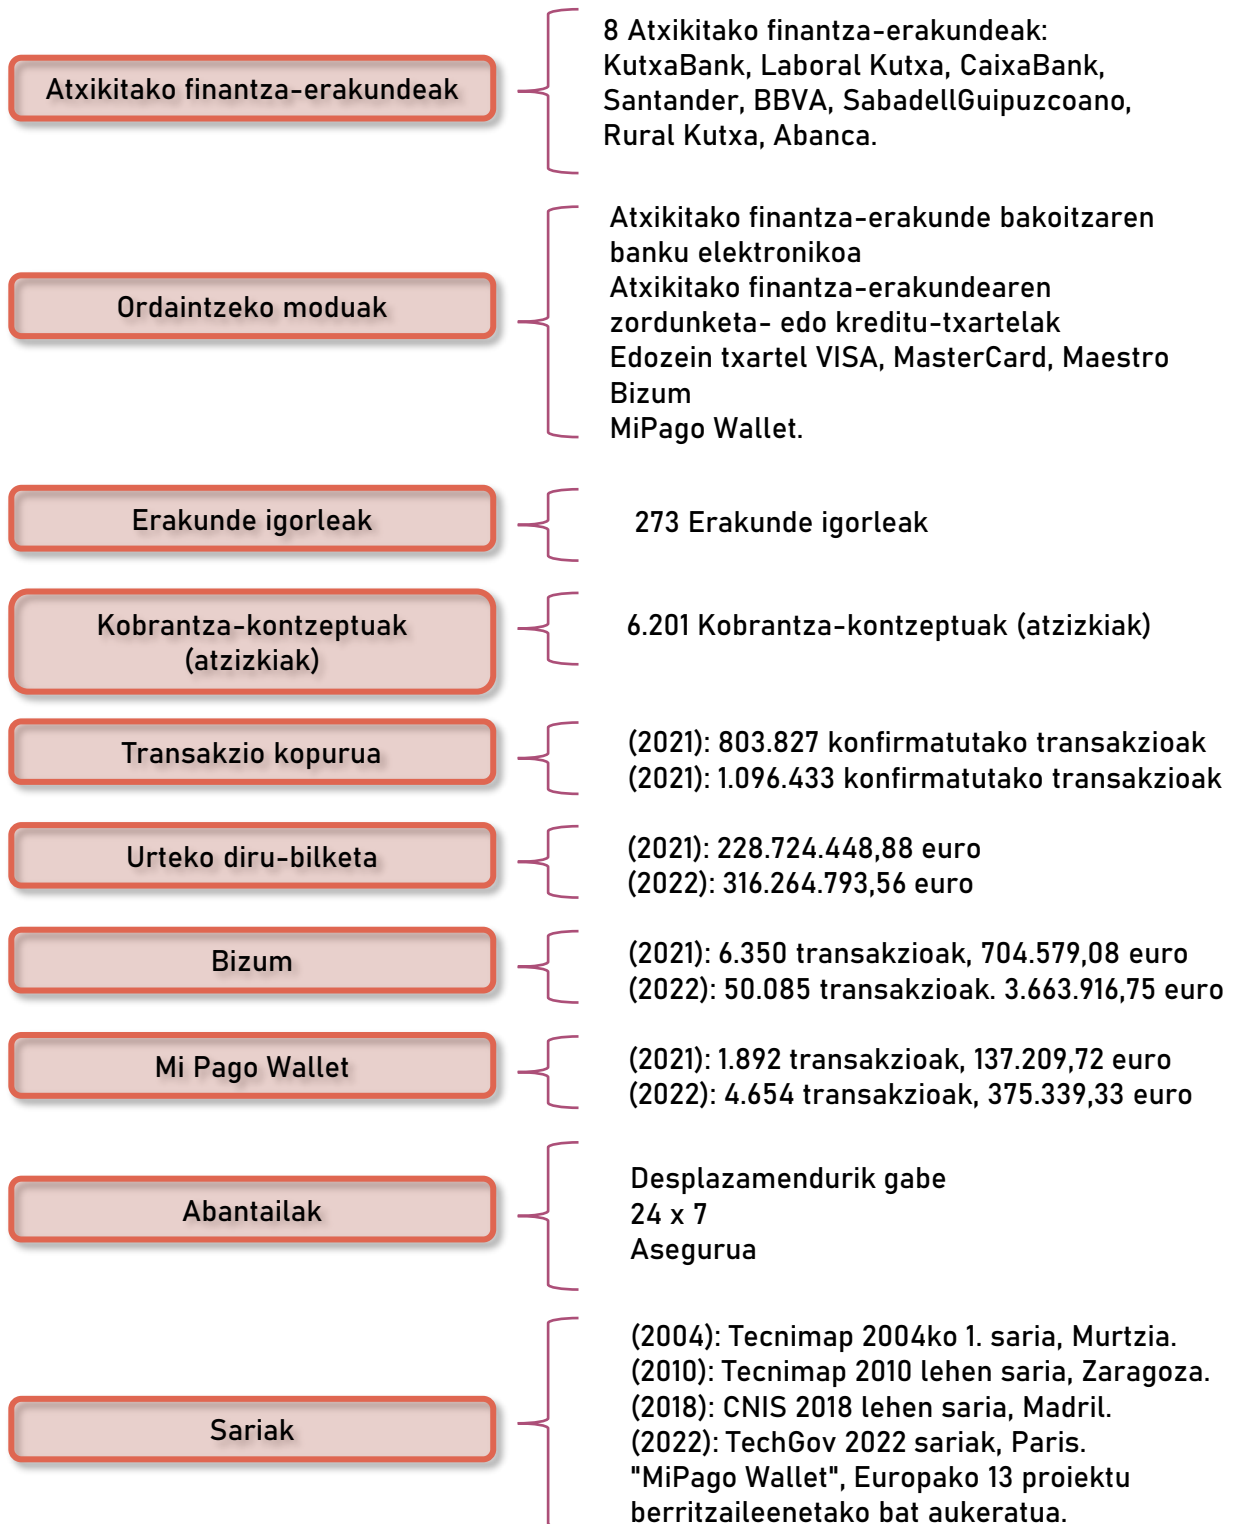 8 Atxikitako finantza-erakundeak:
KutxaBank, Laboral Kutxa, CaixaBank,
Atxikitako finantza-erakundeak
Santander, BBVA, SabadellGuipuzcoano,
Rural Kutxa, Abanca.
Ordaintzeko moduak
Atxikitako finantza-erakunde bakoitzaren
banku elektronikoa
Atxikitako finantza-erakundearen
zordunketa- edo kreditu-txartelak
Edozein txartel VISA, MasterCard, Maestro
Bizum
MiPago Wallet.
Erakunde igorleak
273 Erakunde igorleak
Kobrantza-kontzeptuak
(atzizkiak)
6.201 Kobrantza-kontzeptuak (atzizkiak)
Transakzio kopurua
(2021): 803.827 konfirmatutako transakzioak
(2021): 1.096.433 konfirmatutako transakzioak
Urteko diru-bilketa
(2021): 228.724.448,88 euro
(2022): 316.264.793,56 euro
Bizum
(2021): 6.350 transakzioak, 704.579,08 euro
(2022): 50.085 transakzioak. 3.663.916,75 euro
Mi Pago Wallet
(2021): 1.892 transakzioak, 137.209,72 euro
(2022): 4.654 transakzioak, 375.339,33 euro
Abantailak
Desplazamendurik gabe
24 x 7
Asegurua
Sariak
(2004): Tecnimap 2004ko 1. saria, Murtzia.
(2010): Tecnimap 2010 lehen saria, Zaragoza.
(2018): CNIS 2018 lehen saria, Madril.
(2022): TechGov 2022 sariak, Paris.
"MiPago Wallet", Europako 13 proiektu
berritzaileenetako bat aukeratua.